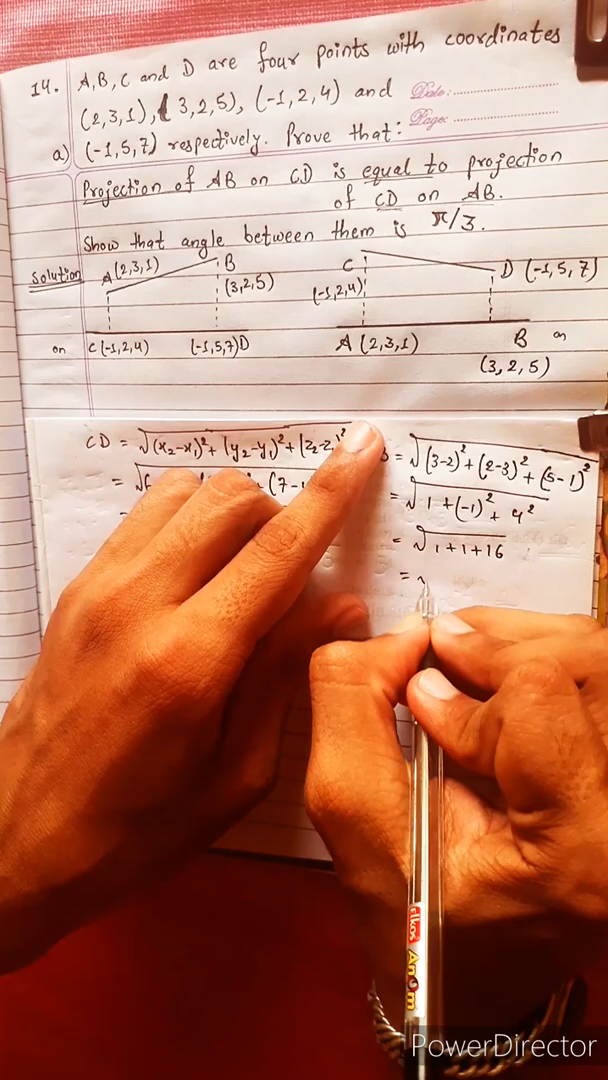 14. A, B, C and D are four points with coordinates
(2,3,1), (3,2,5), (-1,2,4) and Date:
Page:
a) (-1,5,7) respectively. Prove that:
Projection of AB on CD is equal to projection
of CD on AB.
Show that angle between them is π/3.
Solution A(2,3,1) B C D (-1,5,7)
(3,2,5) (-1,2,4)
on C(-1,2,4) (-1,5,7)D A (2,3,1) B on
(3,2,5)
CD = √(x₂-x₁)²+(y₂-y₁)²+(z₂-z₁)² = √(3-2)²+(2-3)²+(5-1)²
= √ (7- = √1+(-1)²+4²
= √1+1+16
=
elkos Anom
PowerDirector